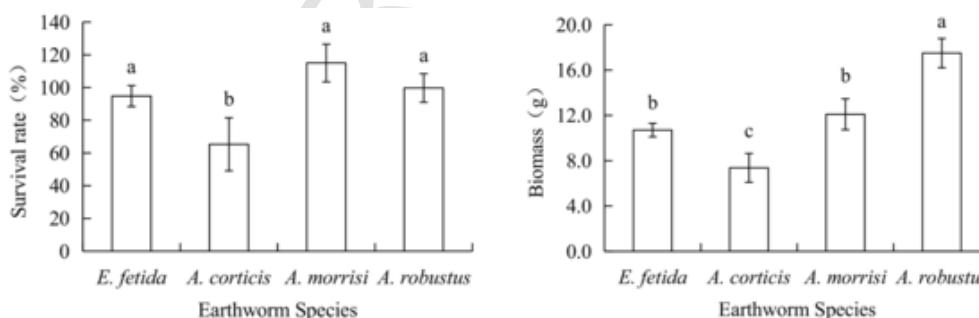 140
120
100
80
60
40
20
0
Survival rate（%）
a
b
a
a
E. fetida A. corticis A. morrisi A. robustus
Earthworm Species
20.0
16.0
12.0
8.0
4.0
0.0
Biomass（g）
b
c
b
a
E. fetida A. corticis A. morrisi A. robustus
Earthworm Species